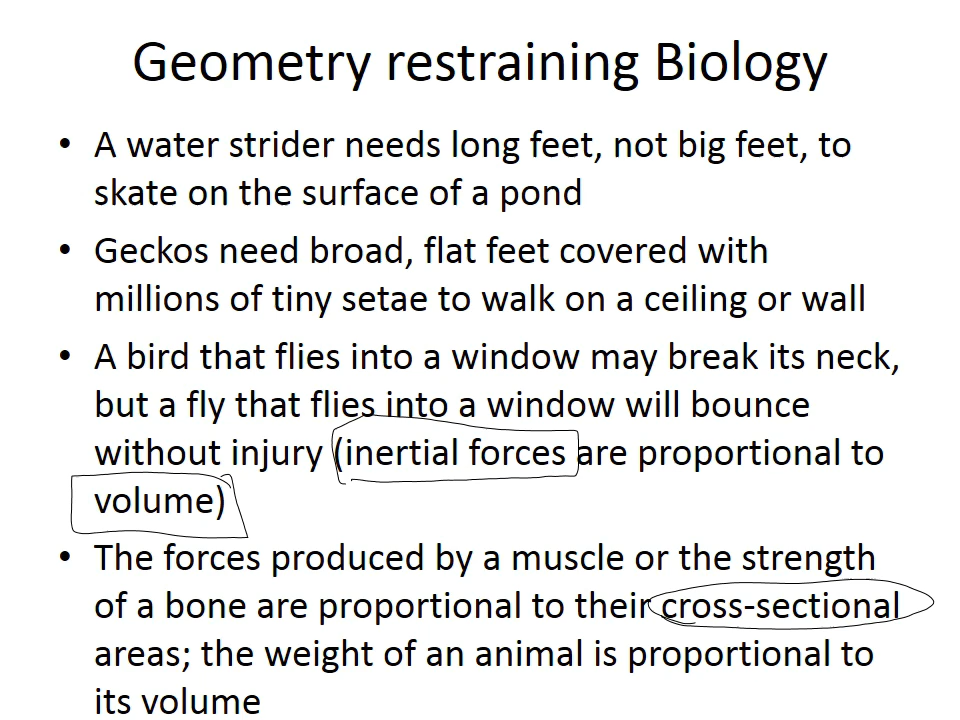 Geometry restraining Biology
• A water strider needs long feet, not big feet, to
skate on the surface of a pond
• Geckos need broad, flat feet covered with
millions of tiny setae to walk on a ceiling or wall
• A bird that flies into a window may break its neck,
but a fly that flies into a window will bounce
without injury (inertial forces are proportional to
volume)
• The forces produced by a muscle or the strength
of a bone are proportional to their cross-sectional
areas; the weight of an animal is proportional to
its volume